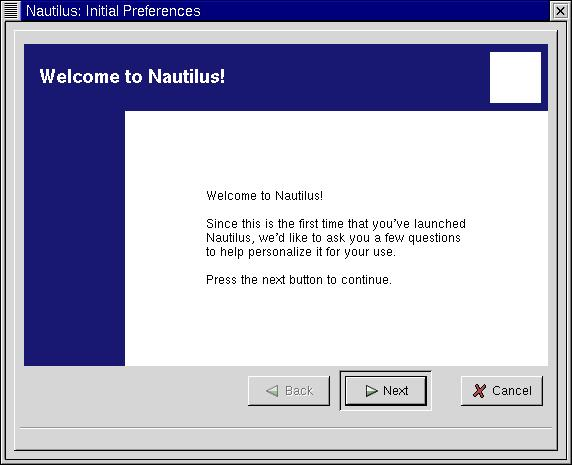 Nautilus: Initial Preferences
Welcome to Nautilus!
Welcome to Nautilus!
Since this is the first time that you've launched
Nautilus, we'd like to ask you a few questions
to help personalize it for your use.
Press the next button to continue.
Back
Next
Cancel